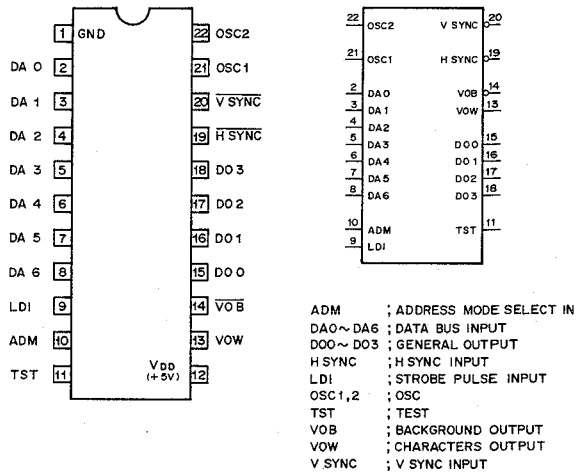 1 GND 22 OSC2
DA 0 2 21 OSC1
DA 1 3 20 V SYNC
DA 2 4 19 H SYNC
DA 3 5 18 DO 3
DA 4 6 17 DO 2
DA 5 7 16 DO 1
DA 6 8 15 DO 0
LDI 9 14 VOB
ADM 10 13 VOW
TST 11 VDD (+5V) 12
22 OSC2 V SYNC 20
21 OSC1 H SYNC 19
2 DA0 VOB 14
3 DA1 VOW 13
4 DA2
5 DA3 DO0 15
6 DA4 DO1 16
7 DA5 DO2 17
8 DA6 DO3 18
10 ADM TST 11
9 LDI
ADM ; ADDRESS MODE SELECT IN
DA0~DA6 ; DATA BUS INPUT
DO0~DO3 ; GENERAL OUTPUT
H SYNC ; H SYNC INPUT
LDI ; STROBE PULSE INPUT
OSC1,2 ; OSC
TST ; TEST
VOB ; BACKGROUND OUTPUT
VOW ; CHARACTERS OUTPUT
V SYNC ; V SYNC INPUT